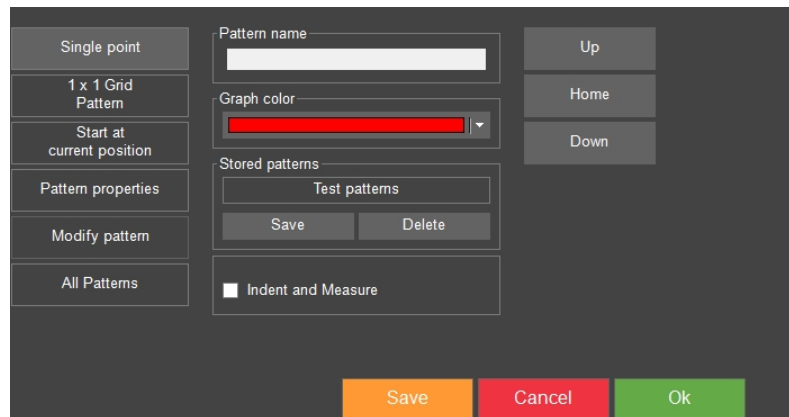 Single point
1 x 1 Grid
Pattern
Start at
current position
Pattern properties
Modify pattern
All Patterns
Pattern name
Graph color
Stored patterns
Test patterns
Save
Delete
Indent and Measure
Up
Home
Down
Save
Cancel
Ok